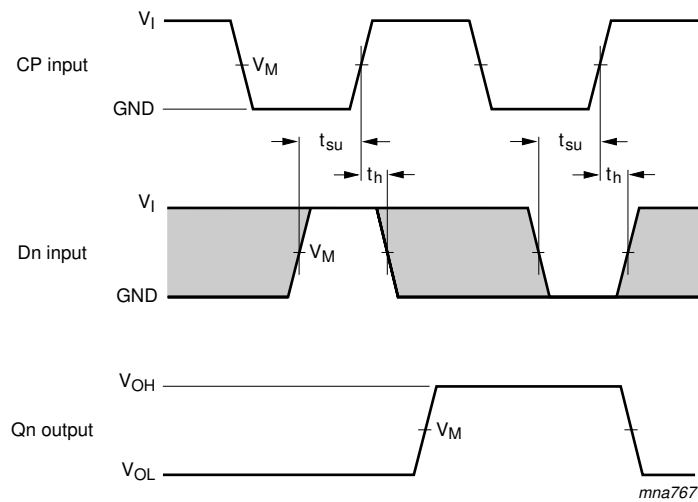 V_I
CP input
V_M
GND
t_su
t_su
t_h
t_h
V_I
Dn input
V_M
GND
V_OH
Qn output
V_M
V_OL
mna767